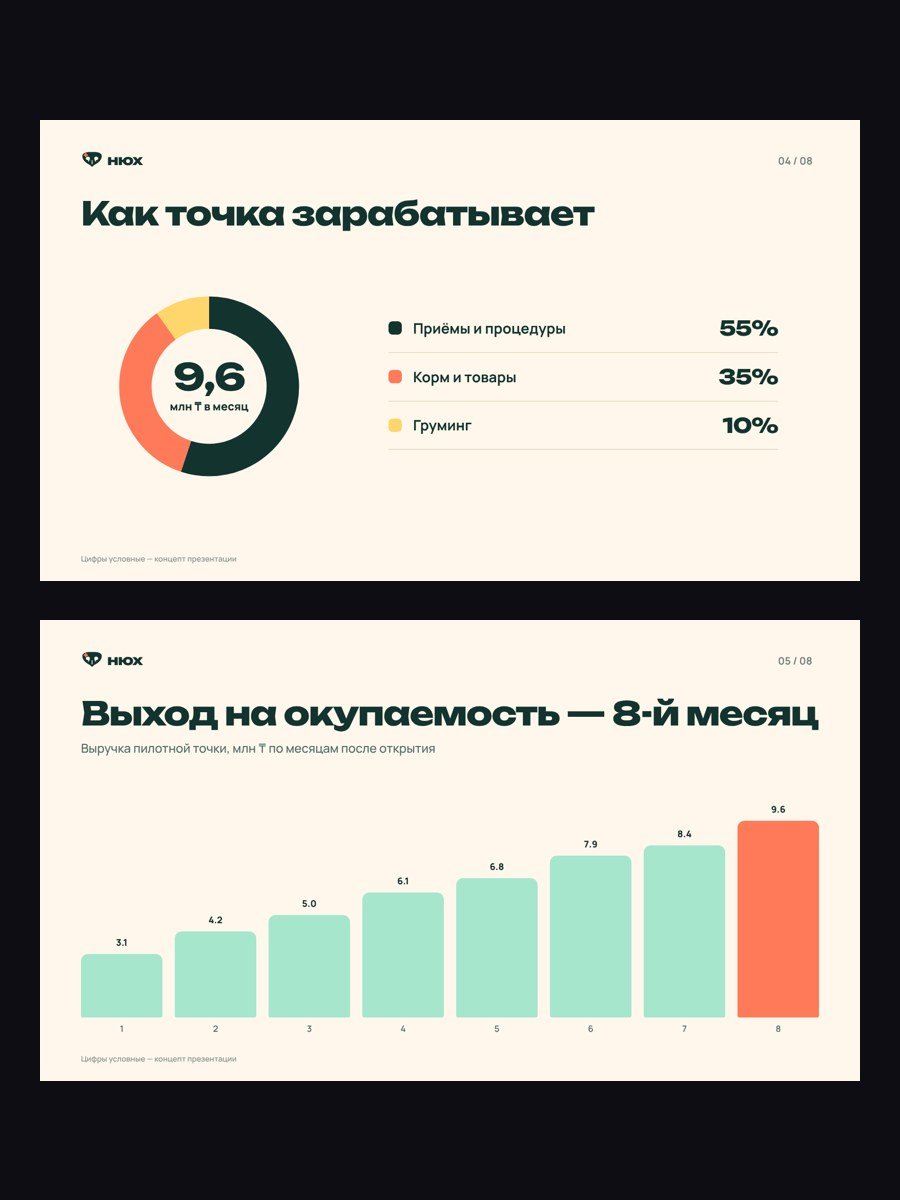 НЮХ
04 / 08
Как точка зарабатывает
9,6
млн ₸ в месяц
Приёмы и процедуры 55%
Корм и товары 35%
Груминг 10%
Цифры условные — концепт презентации
НЮХ
05 / 08
Выход на окупаемость — 8-й месяц
Выручка пилотной точки, млн ₸ по месяцам после открытия
3.1 4.2 5.0 6.1 6.8 7.9 8.4 9.6
1 2 3 4 5 6 7 8
Цифры условные — концепт презентации